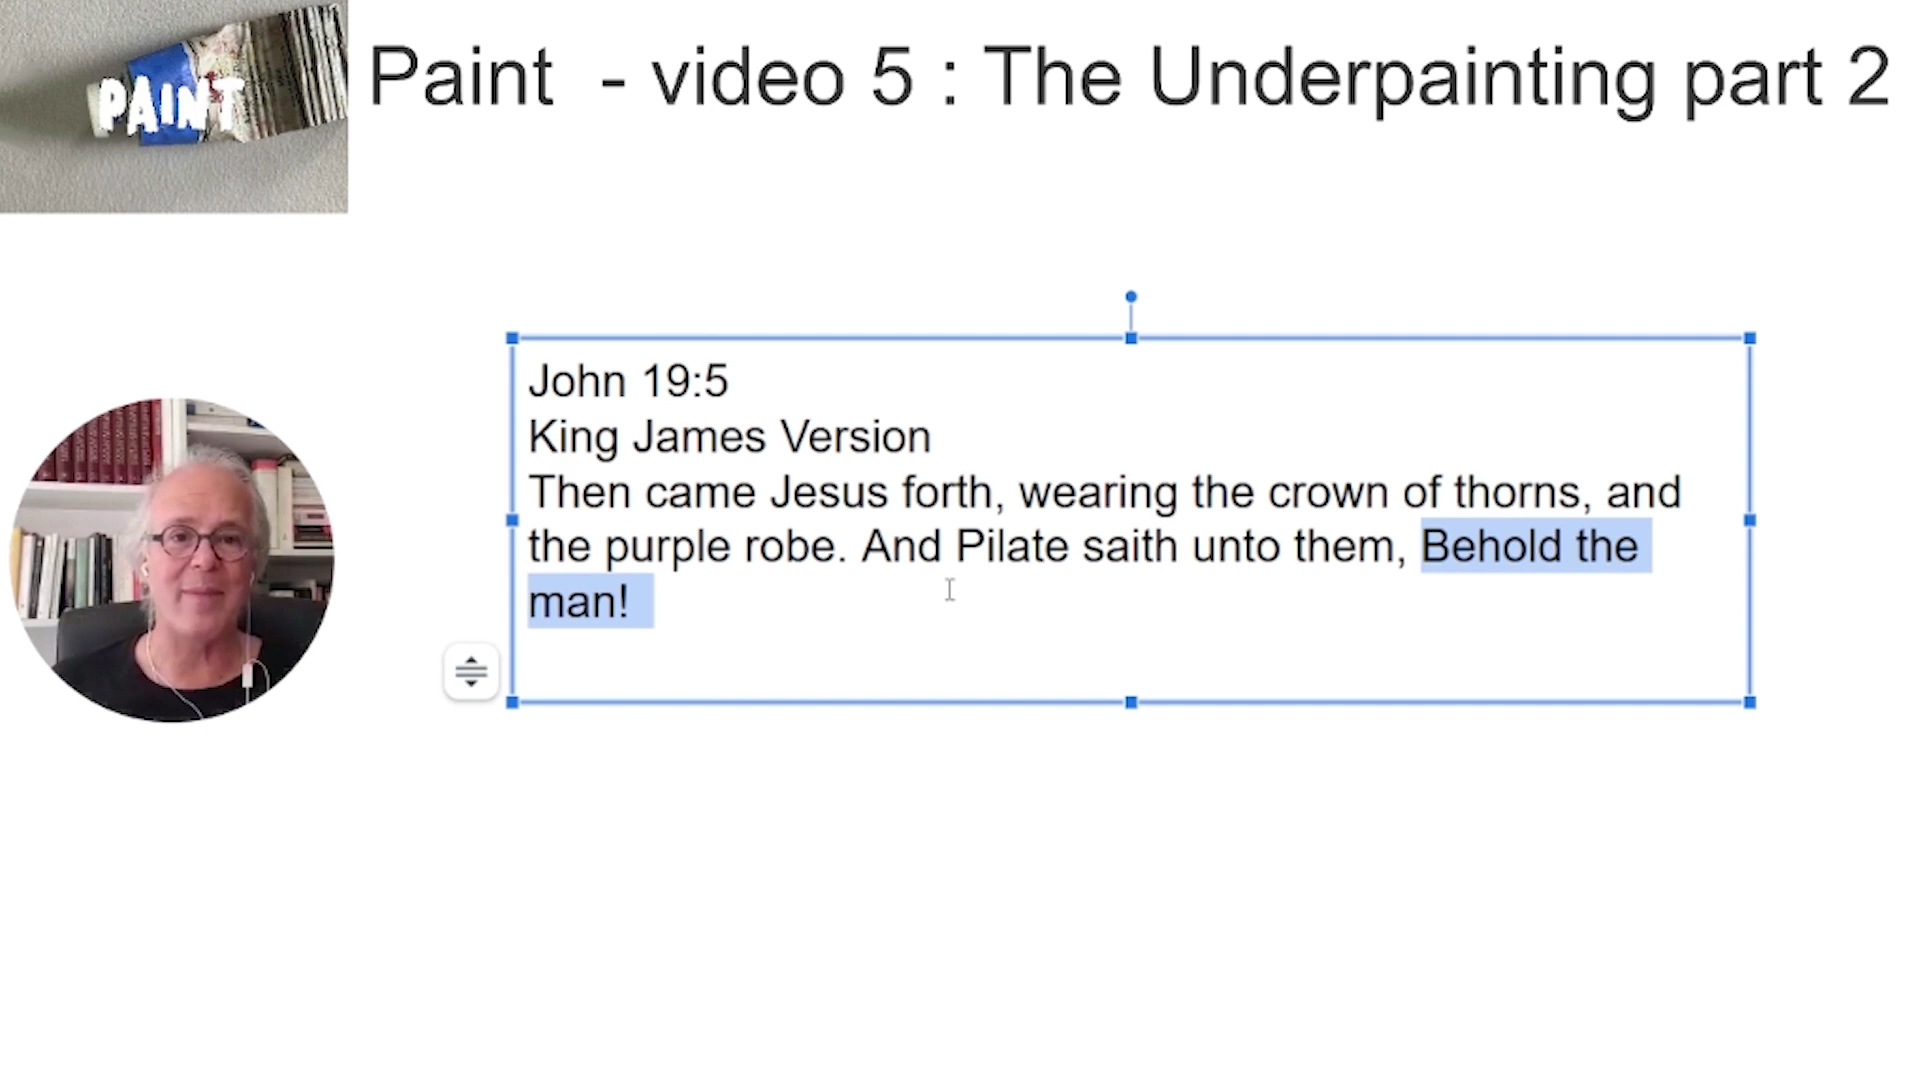 PAINT
Paint - video 5 : The Underpainting part 2
John 19:5
King James Version
Then came Jesus forth, wearing the crown of thorns, and
the purple robe. And Pilate saith unto them, Behold the
man!